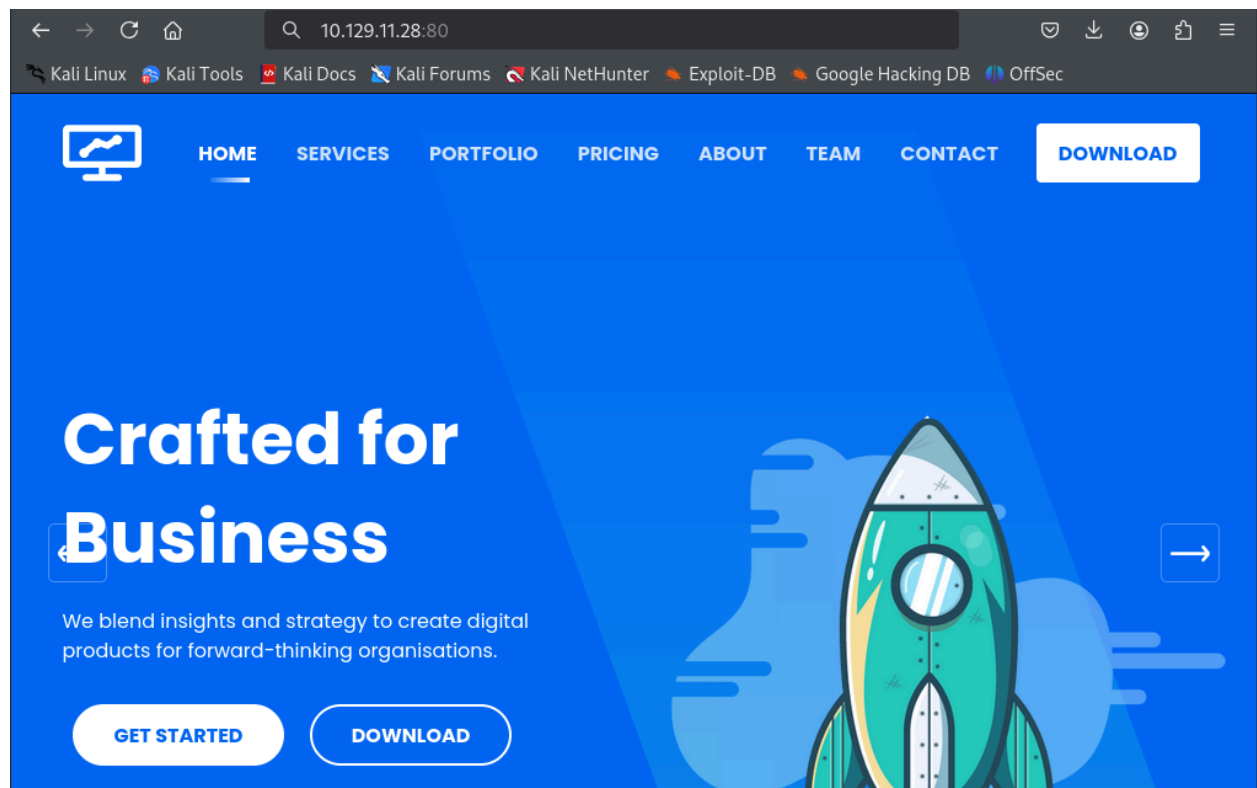 10.129.11.28:80
Kali Linux Kali Tools Kali Docs Kali Forums Kali NetHunter Exploit-DB Google Hacking DB OffSec
HOME SERVICES PORTFOLIO PRICING ABOUT TEAM CONTACT DOWNLOAD
Crafted for
Business
We blend insights and strategy to create digital
products for forward-thinking organisations.
GET STARTED DOWNLOAD